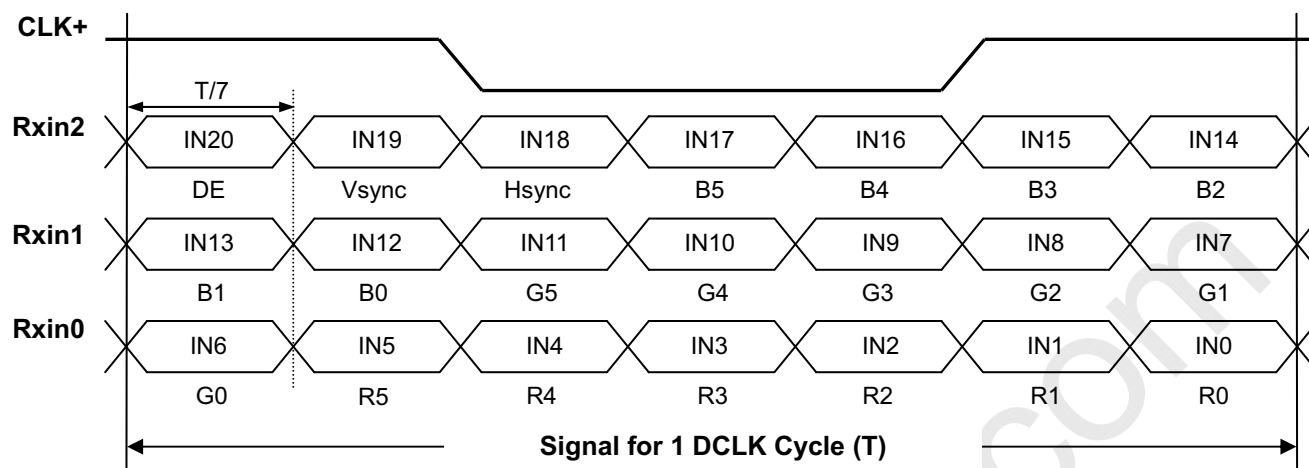 CLK+
T/7
Rxin2 IN20 IN19 IN18 IN17 IN16 IN15 IN14
DE Vsync Hsync B5 B4 B3 B2
Rxin1 IN13 IN12 IN11 IN10 IN9 IN8 IN7
B1 B0 G5 G4 G3 G2 G1
Rxin0 IN6 IN5 IN4 IN3 IN2 IN1 IN0
G0 R5 R4 R3 R2 R1 R0
Signal for 1 DCLK Cycle (T)
com